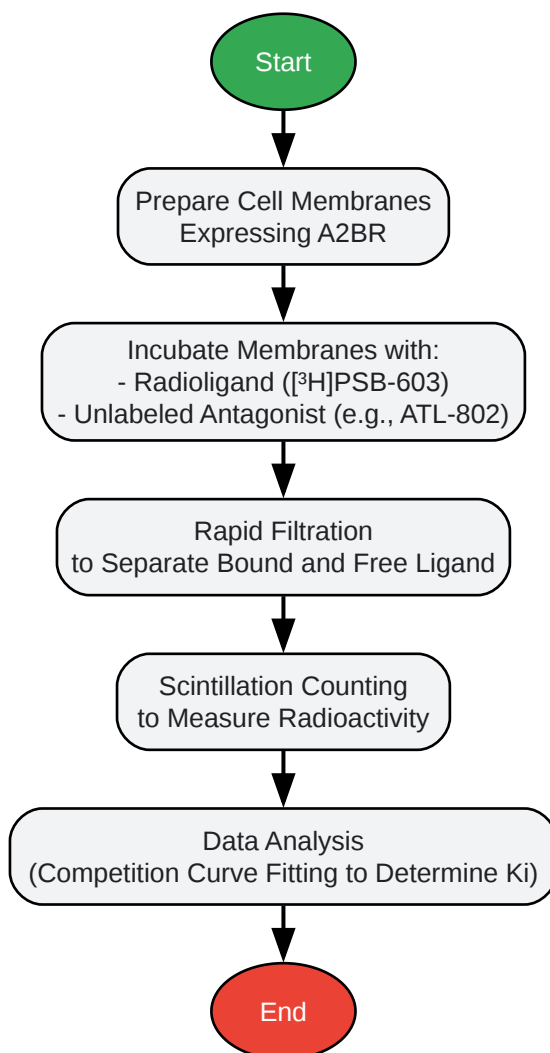 Start
Prepare Cell Membranes
Expressing A2BR
Incubate Membranes with:
- Radioligand ([³H]PSB-603)
- Unlabeled Antagonist (e.g., ATL-802)
Rapid Filtration
to Separate Bound and Free Ligand
Scintillation Counting
to Measure Radioactivity
Data Analysis
(Competition Curve Fitting to Determine Ki)
End